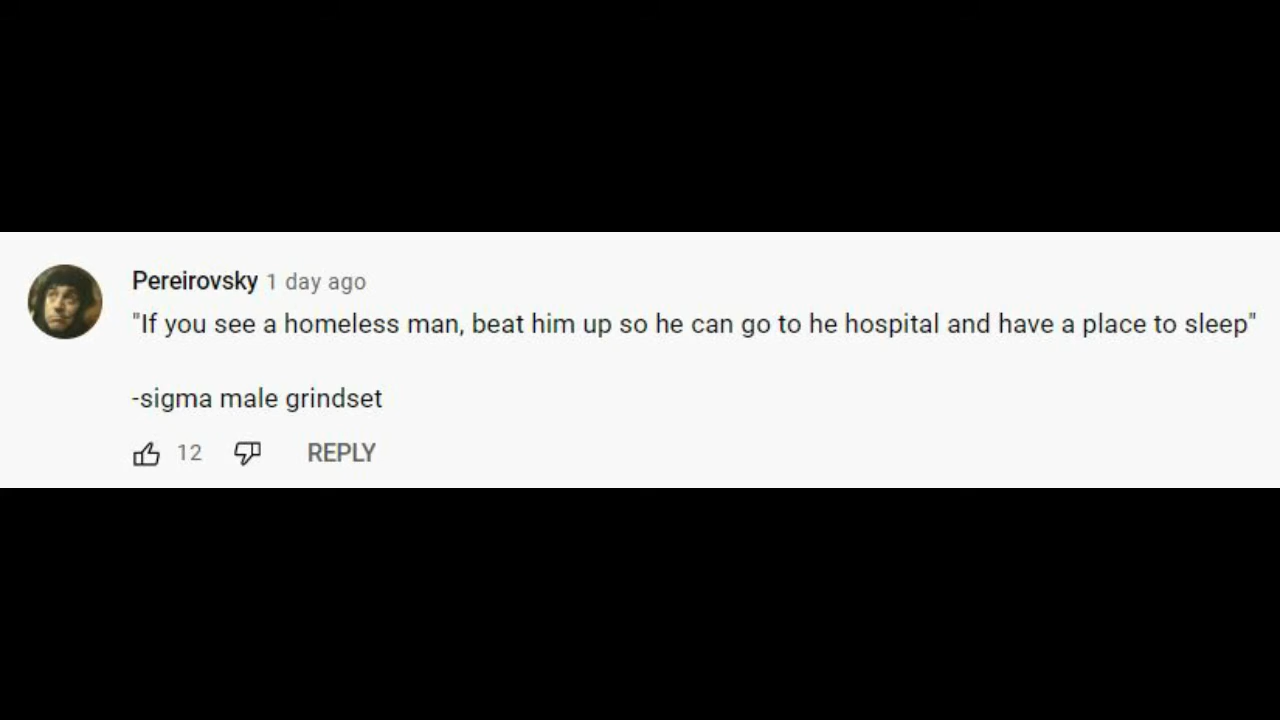 Pereirovsky 1 day ago
"If you see a homeless man, beat him up so he can go to he hospital and have a place to sleep"
-sigma male grindset
12 REPLY